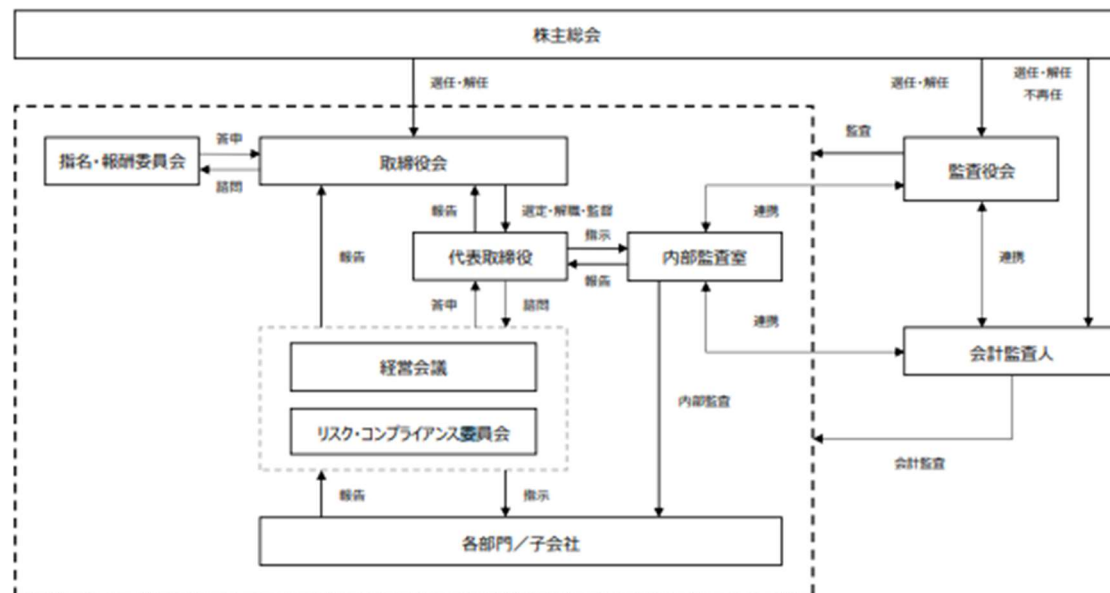 株主総会
選任・解任
選任・解任
選任・解任
不再任
指名・報酬委員会
答申
諮問
取締役会
監査
監査役会
報告
報告
選定・解職・監督
連携
代表取締役
指示
報告
内部監査室
連携
答申
諮問
連携
会計監査人
経営会議
リスク・コンプライアンス委員会
内部監査
会計監査
報告
指示
各部門／子会社